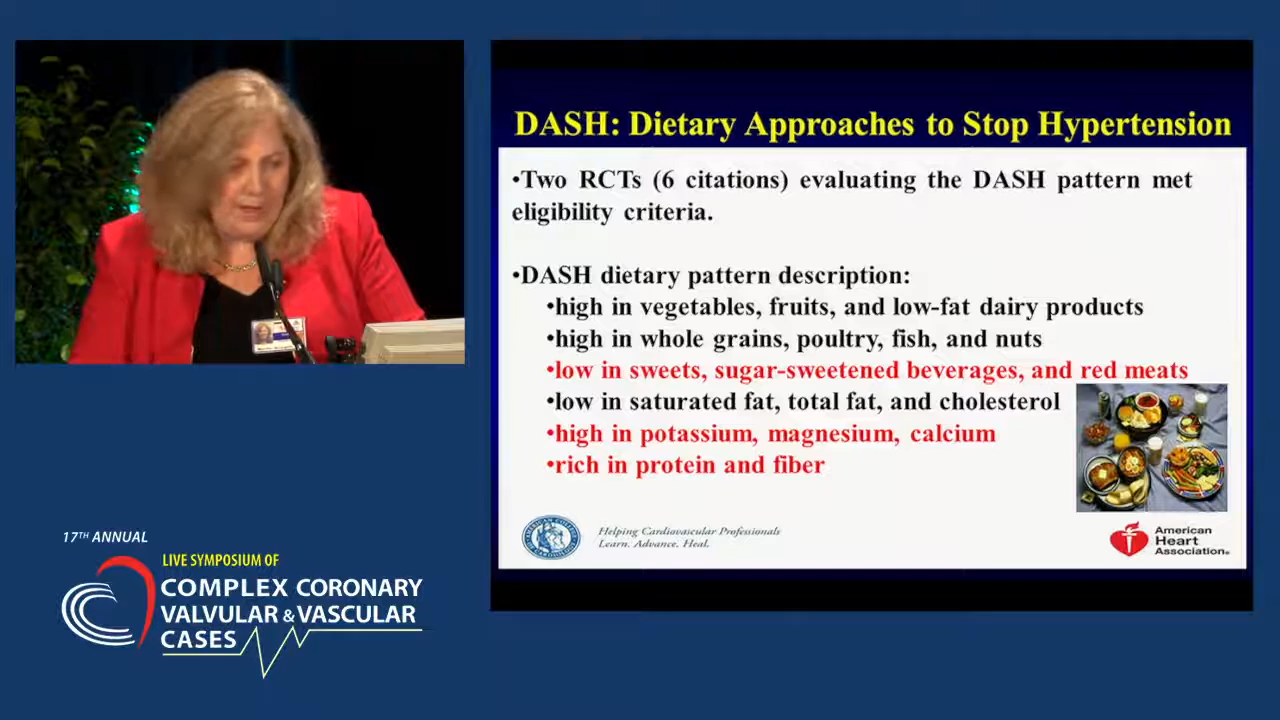 DASH: Dietary Approaches to Stop Hypertension
•Two RCTs (6 citations) evaluating the DASH pattern met
eligibility criteria.
•DASH dietary pattern description:
•high in vegetables, fruits, and low-fat dairy products
•high in whole grains, poultry, fish, and nuts
•low in sweets, sugar-sweetened beverages, and red meats
•low in saturated fat, total fat, and cholesterol
•high in potassium, magnesium, calcium
•rich in protein and fiber
Helping Cardiovascular Professionals
Learn. Advance. Heal.
American
Heart
Association®
17TH ANNUAL
LIVE SYMPOSIUM OF
COMPLEX CORONARY
VALVULAR & VASCULAR
CASES